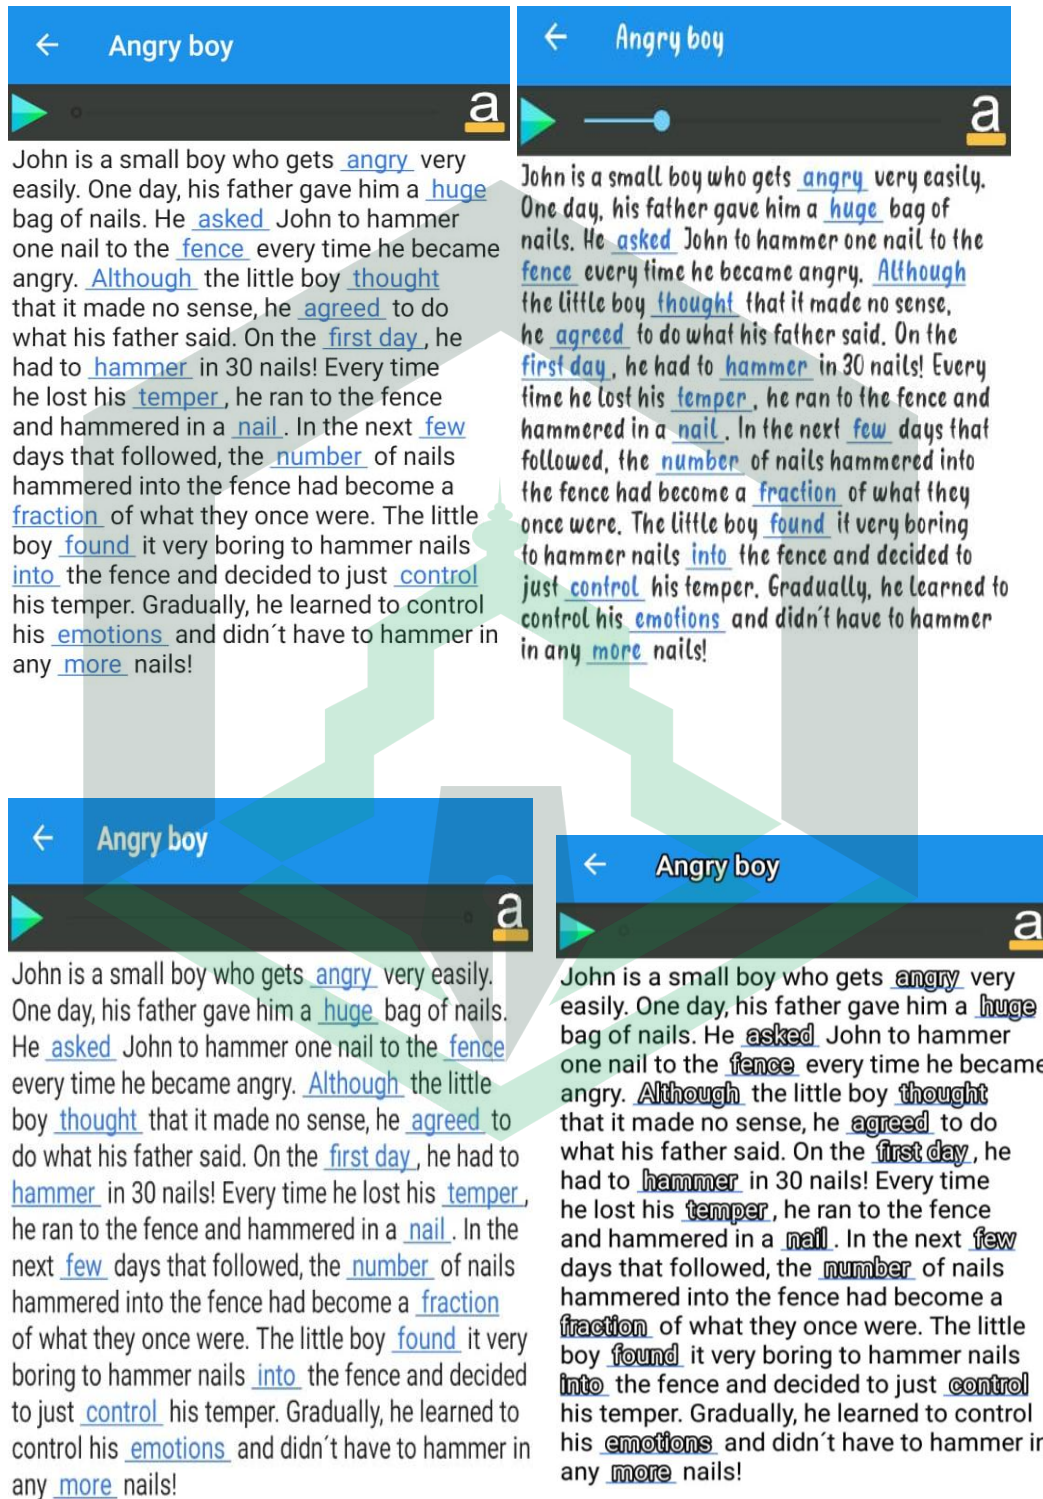 Angry boy
a
John is a small boy who gets angry very
easily. One day, his father gave him a huge
bag of nails. He asked John to hammer
one nail to the fence every time he became
angry. Although the little boy thought
that it made no sense, he agreed to do
what his father said. On the first day, he
had to hammer in 30 nails! Every time
he lost his temper, he ran to the fence
and hammered in a nail. In the next few
days that followed, the number of nails
hammered into the fence had become a
fraction of what they once were. The little
boy found it very boring to hammer nails
into the fence and decided to just control
his temper. Gradually, he learned to control
his emotions and didn´t have to hammer in
any more nails!
Angry boy
a
John is a small boy who gets angry very easily.
One day, his father gave him a huge bag of
nails. He asked John to hammer one nail to the
fence every time he became angry. Although
the little boy thought that it made no sense,
he agreed to do what his father said. On the
first day, he had to hammer in 30 nails! Every
time he lost his temper, he ran to the fence and
hammered in a nail. In the next few days that
followed, the number of nails hammered into
the fence had become a fraction of what they
once were. The little boy found it very boring
to hammer nails into the fence and decided to
just control his temper. Gradually, he learned to
control his emotions and didn´t have to hammer
in any more nails!
Angry boy
a
John is a small boy who gets angry very easily.
One day, his father gave him a huge bag of nails.
He asked John to hammer one nail to the fence
every time he became angry. Although the little
boy thought that it made no sense, he agreed to
do what his father said. On the first day, he had to
hammer in 30 nails! Every time he lost his temper,
he ran to the fence and hammered in a nail. In the
next few days that followed, the number of nails
hammered into the fence had become a fraction
of what they once were. The little boy found it very
boring to hammer nails into the fence and decided
to just control his temper. Gradually, he learned to
control his emotions and didn´t have to hammer in
any more nails!
Angry boy
a
John is a small boy who gets angry very
easily. One day, his father gave him a huge
bag of nails. He asked John to hammer
one nail to the fence every time he became
angry. Although the little boy thought
that it made no sense, he agreed to do
what his father said. On the first day, he
had to hammer in 30 nails! Every time
he lost his temper, he ran to the fence
and hammered in a nail. In the next few
days that followed, the number of nails
hammered into the fence had become a
fraction of what they once were. The little
boy found it very boring to hammer nails
into the fence and decided to just control
his temper. Gradually, he learned to control
his emotions and didn´t have to hammer in
any more nails!